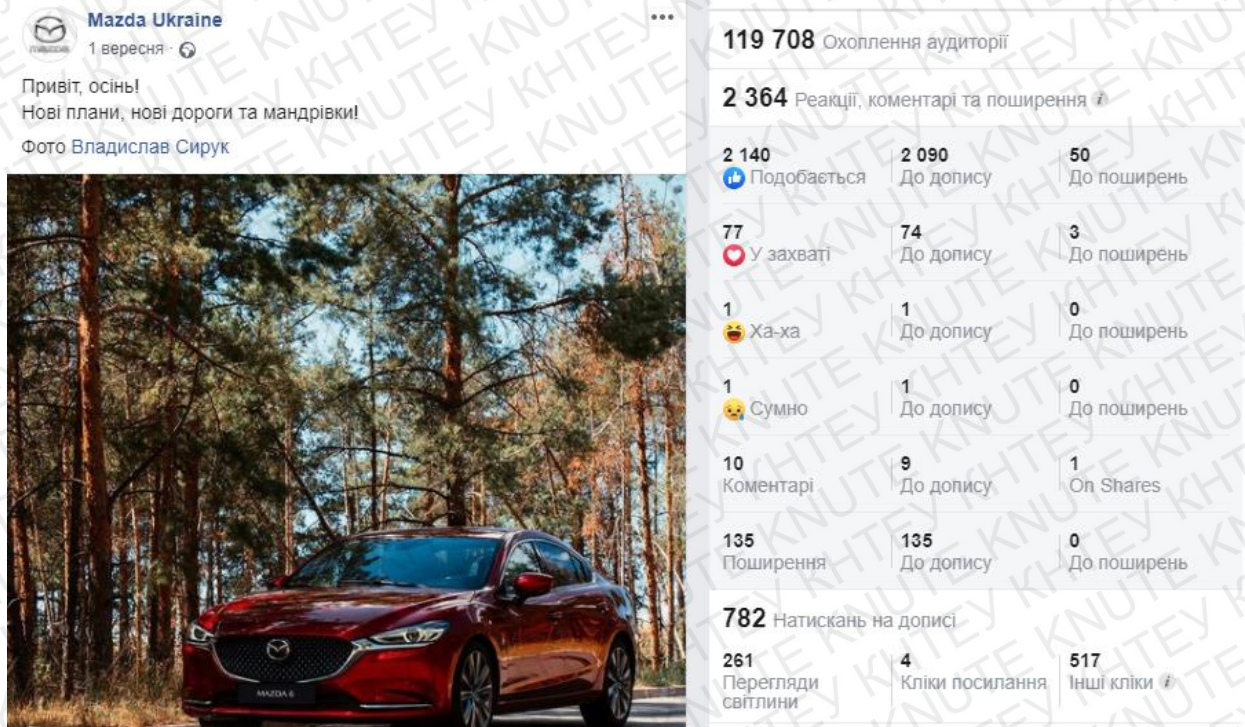 Mazda Ukraine
1 вересня ·
Привіт, осінь!
Нові плани, нові дороги та мандрівки!
Фото Владислав Сирук
MAZDA 6
119 708 Охоплення аудиторії
2 364 Реакції, коментарі та поширення
2 140 2 090 50
Подобається До допису До поширень
77 74 3
У захваті До допису До поширень
1 1 0
Ха-ха До допису До поширень
1 1 0
Сумно До допису До поширень
10 9 1
Коментарі До допису On Shares
135 135 0
Поширення До допису До поширень
782 Натискань на дописі
261 4 517
Перегляди Кліки посилання Інші кліки
світлини